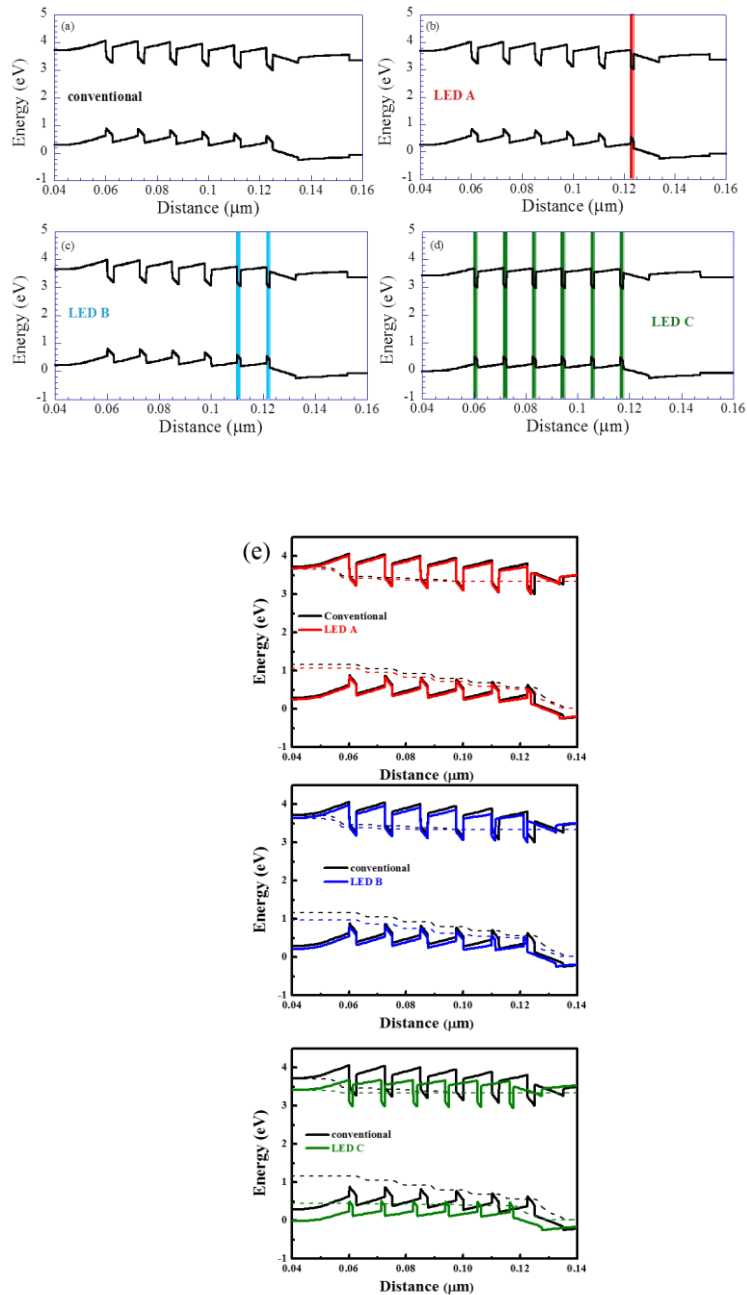 (a)
conventional
Energy (eV)
5
4
3
2
1
0
-1
0.04 0.06 0.08 0.1 0.12 0.14 0.16
Distance (μm)
(b)
LED A
Energy (eV)
5
4
3
2
1
0
-1
0.04 0.06 0.08 0.1 0.12 0.14 0.16
Distance (μm)
(c)
LED B
Energy (eV)
5
4
3
2
1
0
-1
0.04 0.06 0.08 0.1 0.12 0.14 0.16
Distance (μm)
(d)
LED C
Energy (eV)
5
4
3
2
1
0
-1
0.04 0.06 0.08 0.1 0.12 0.14 0.16
Distance (μm)
(e)
Energy (eV)
4
3
2
1
0
-1
Conventional
LED A
0.04 0.06 0.08 0.10 0.12 0.14
Distance (μm)
Energy (eV)
4
3
2
1
0
-1
conventional
LED B
0.04 0.06 0.08 0.10 0.12 0.14
Distance (μm)
Energy (eV)
4
3
2
1
0
-1
conventional
LED C
0.04 0.06 0.08 0.10 0.12 0.14
Distance (μm)